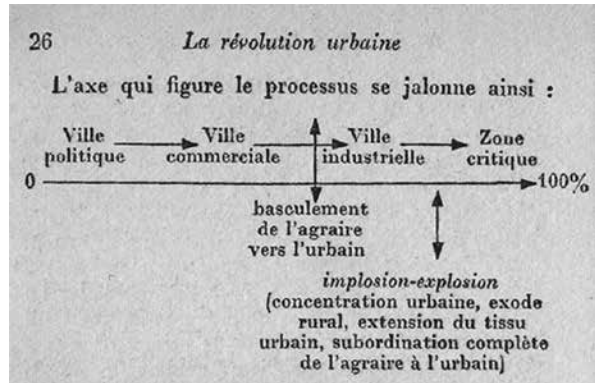 26 La révolution urbaine
L'axe qui figure le processus se jalonne ainsi :
Ville Ville Ville Zone
politique commerciale industrielle critique
0 100%
basculement
de l'agraire
vers l'urbain
implosion-explosion
(concentration urbaine, exode
rural, extension du tissu
urbain, subordination complète
de l'agraire à l'urbain)